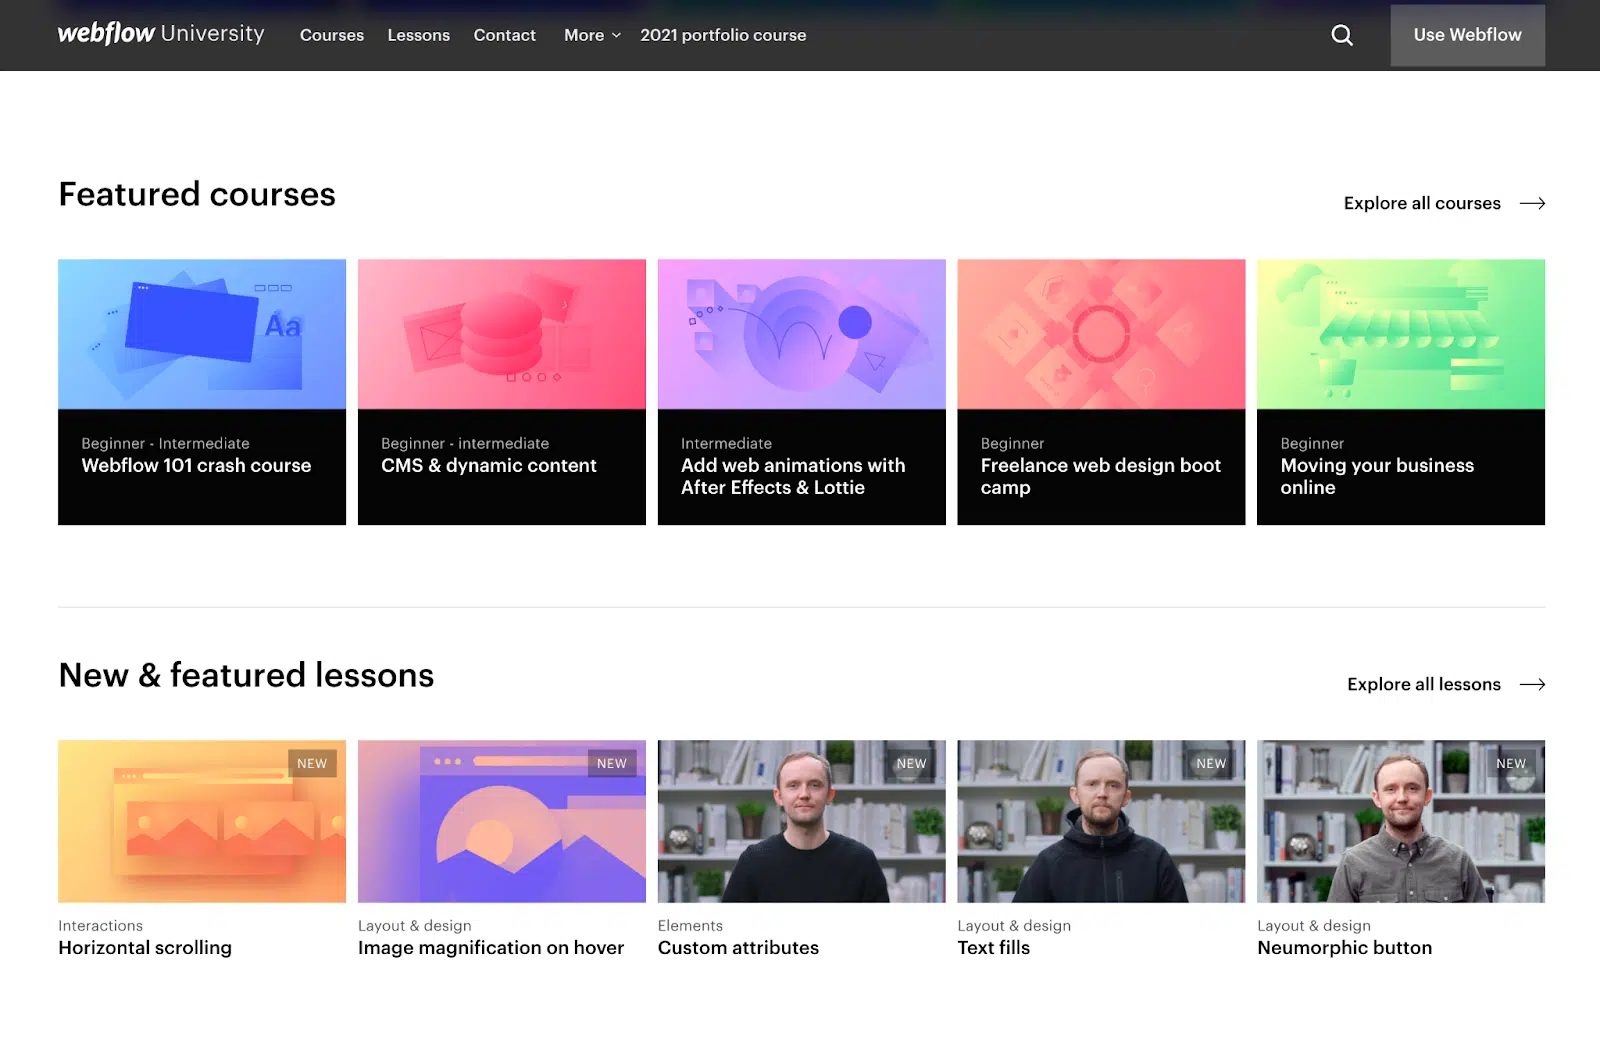 webflow University
Courses
Lessons
Contact
More
2021 portfolio course
Use Webflow
Featured courses
Explore all courses
Aa
Beginner - Intermediate
Webflow 101 crash course
Beginner - intermediate
CMS & dynamic content
Intermediate
Add web animations with
After Effects & Lottie
Beginner
Freelance web design boot
camp
Beginner
Moving your business
online
New & featured lessons
Explore all lessons
NEW
Interactions
Horizontal scrolling
NEW
Layout & design
Image magnification on hover
NEW
Elements
Custom attributes
NEW
Layout & design
Text fills
NEW
Layout & design
Neumorphic button